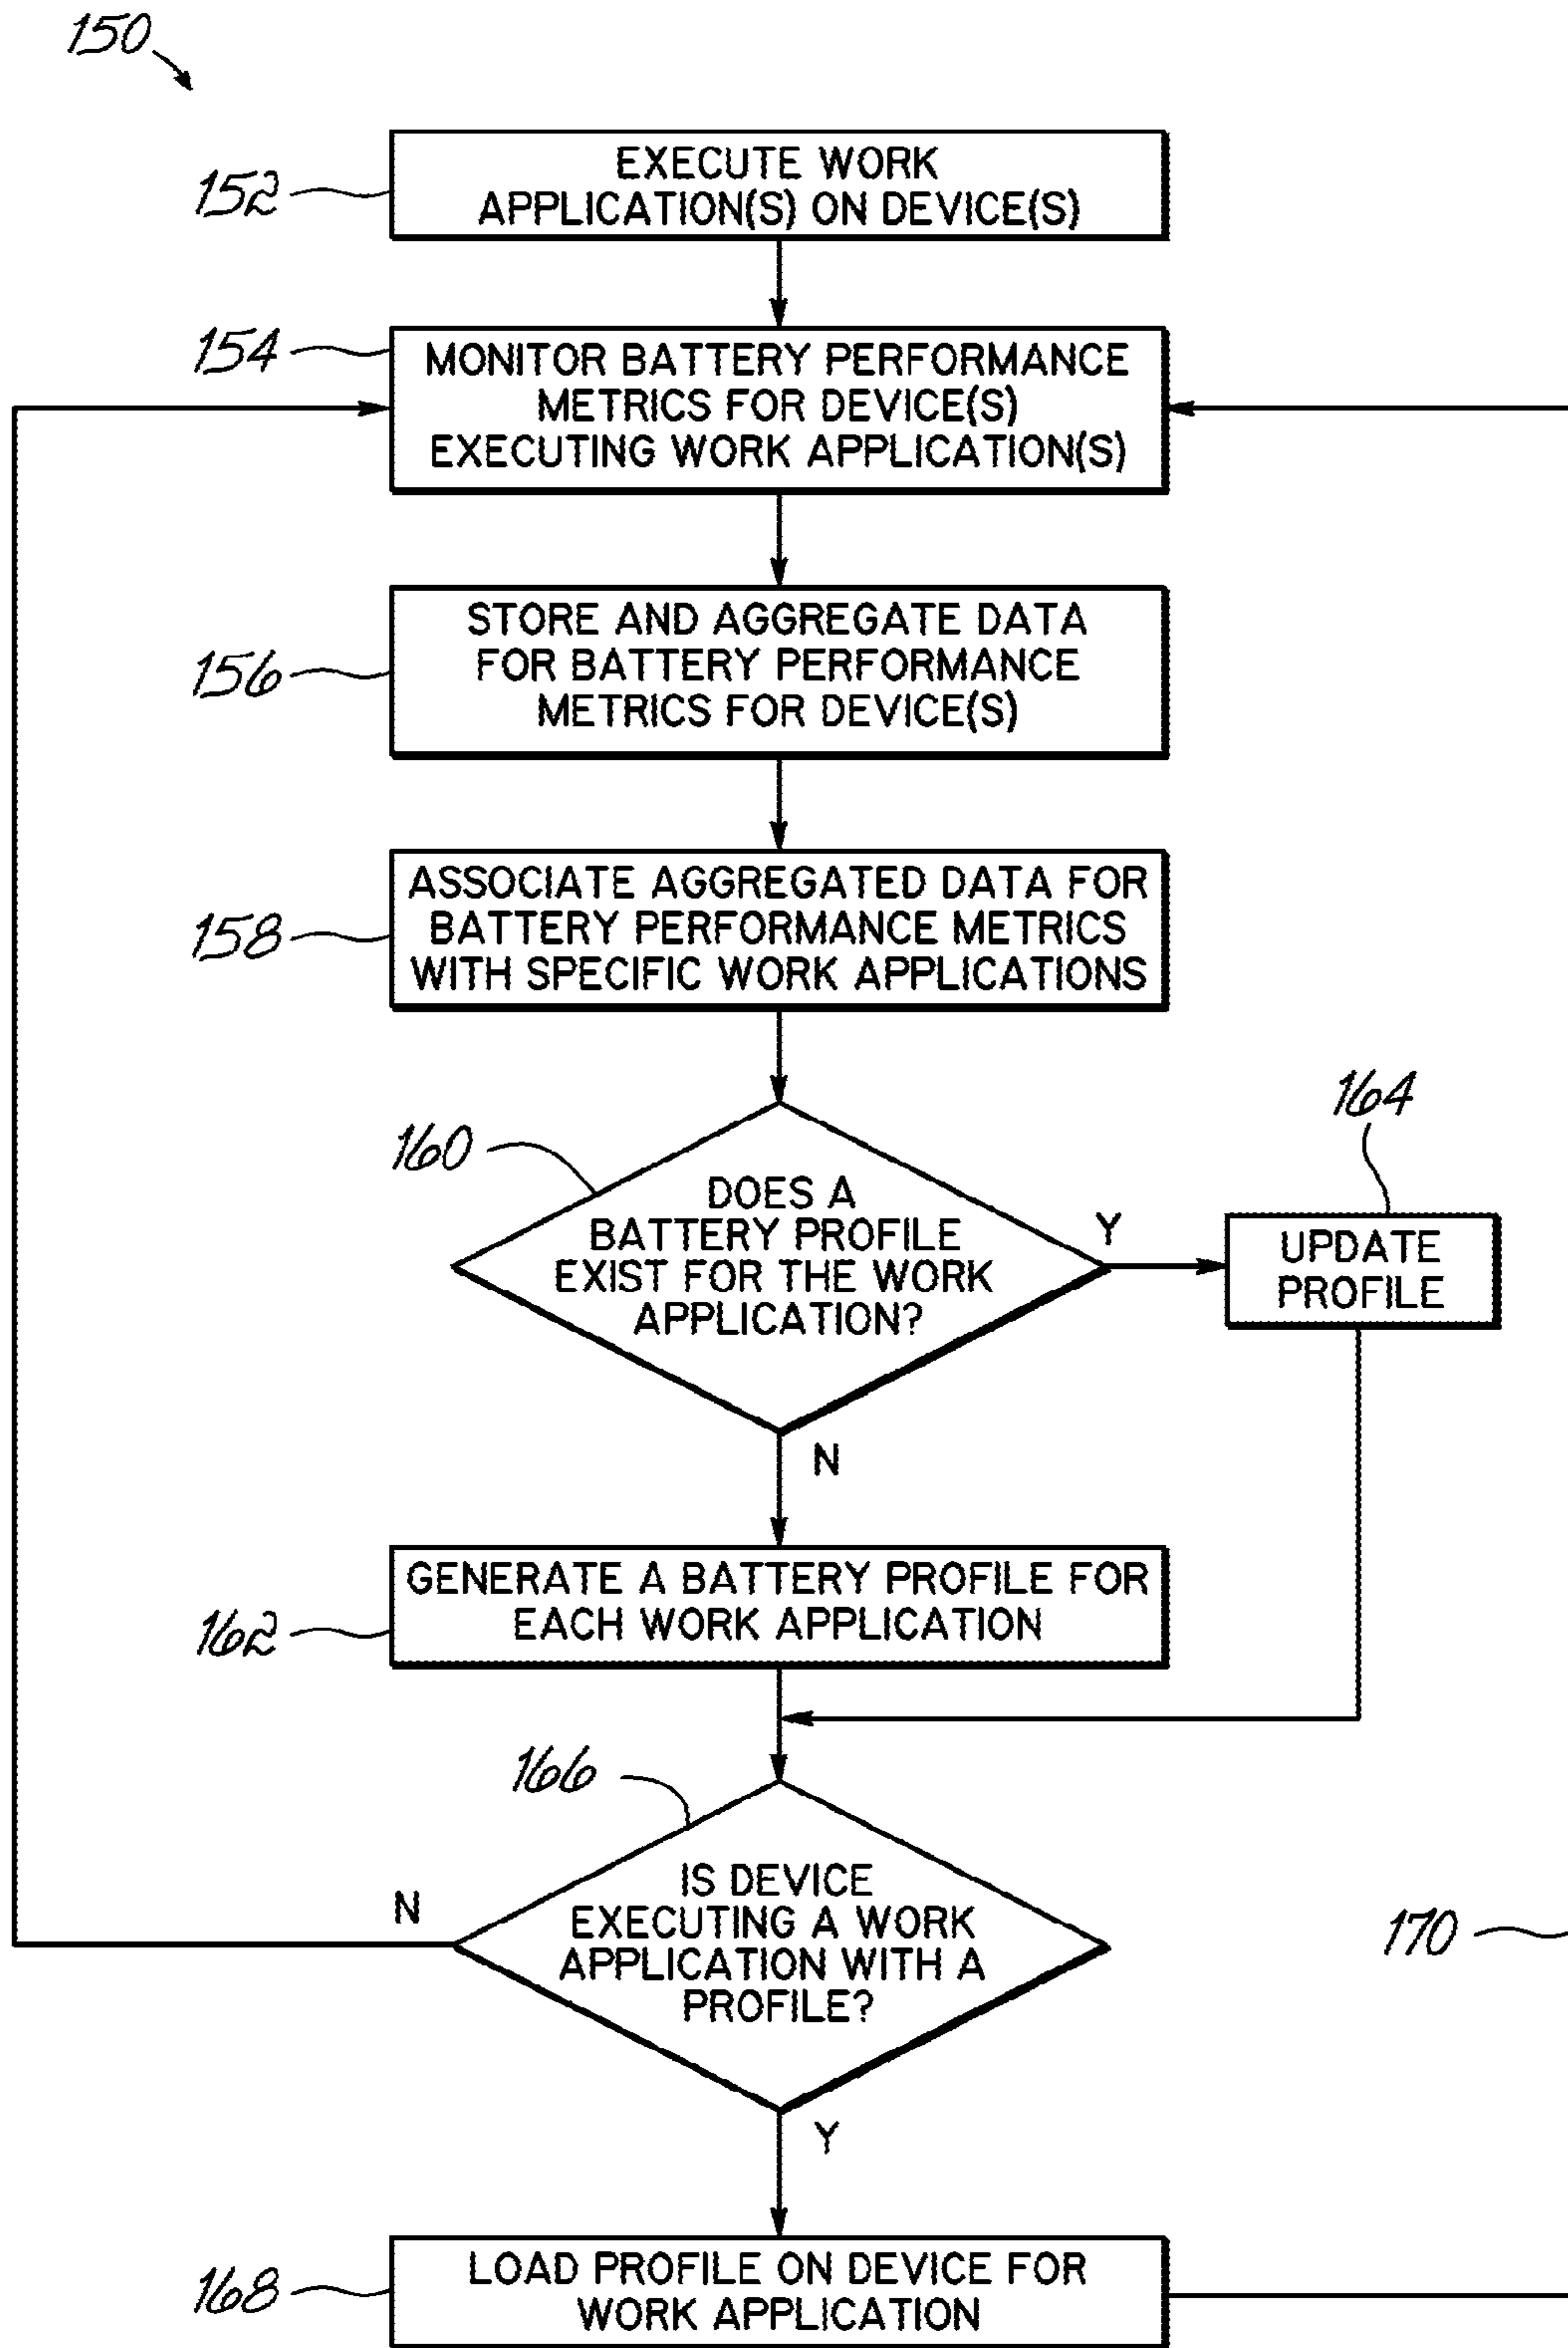 150
152
EXECUTE WORK
APPLICATION(S) ON DEVICE(S)
154
MONITOR BATTERY PERFORMANCE
METRICS FOR DEVICE(S)
EXECUTING WORK APPLICATION(S)
156
STORE AND AGGREGATE DATA
FOR BATTERY PERFORMANCE
METRICS FOR DEVICE(S)
158
ASSOCIATE AGGREGATED DATA FOR
BATTERY PERFORMANCE METRICS
WITH SPECIFIC WORK APPLICATIONS
160
DOES A
BATTERY PROFILE
EXIST FOR THE WORK
APPLICATION?
Y
164
UPDATE
PROFILE
N
162
GENERATE A BATTERY PROFILE FOR
EACH WORK APPLICATION
166
IS DEVICE
EXECUTING A WORK
APPLICATION WITH A
PROFILE?
N
170
Y
168
LOAD PROFILE ON DEVICE FOR
WORK APPLICATION